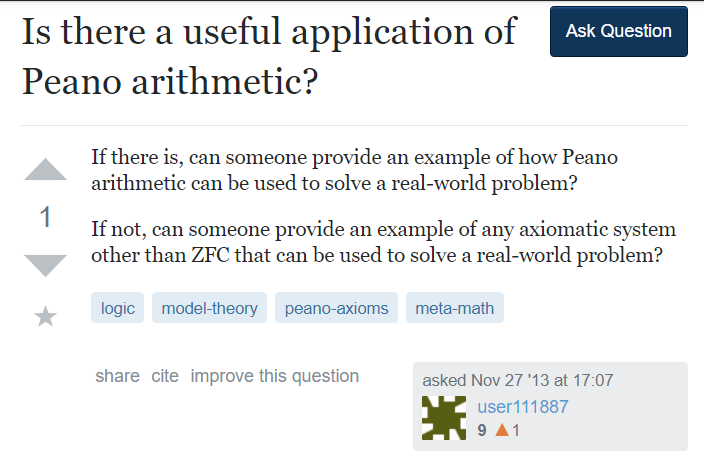 Is there a useful application of
Ask Question
Peano arithmetic?
If there is, can someone provide an example of how Peano
arithmetic can be used to solve a real-world problem?
1
If not, can someone provide an example of any axiomatic system
other than ZFC that can be used to solve a real-world problem?
logic model-theory peano-axioms meta-math
share cite improve this question
asked Nov 27 '13 at 17:07
user111887
9 1